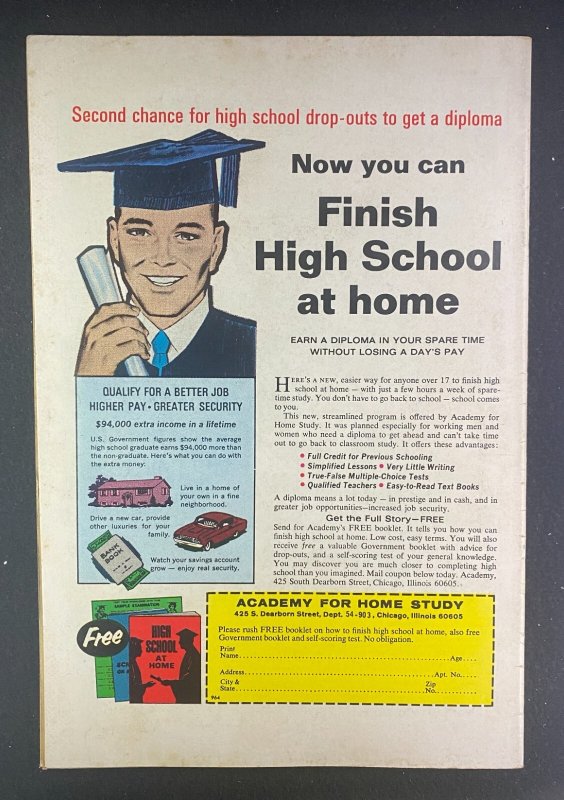 Second chance for high school drop-outs to get a diploma
Now you can
Finish
High School
at home
EARN A DIPLOMA IN YOUR SPARE TIME
WITHOUT LOSING A DAY'S PAY
QUALIFY FOR A BETTER JOB
HIGHER PAY • GREATER SECURITY
$94,000 extra income in a lifetime
U.S. Government figures show the average
high school graduate earns $94,000 more than
the non-graduate. Here's what you can do with
the extra money:
Live in a home of
your own in a fine
neighborhood.
Drive a new car, provide
other luxuries for your
family.
BANK
BOOK
Watch your savings account
grow — enjoy real security.
HERE'S A NEW, easier way for anyone over 17 to finish high
school at home — with just a few hours a week of spare-
time study. You don't have to go back to school — school comes
to you.
This new, streamlined program is offered by Academy for
Home Study. It was planned especially for working men and
women who need a diploma to get ahead and can't take time
out to go back to classroom study. It offers these advantages:
• Full Credit for Previous Schooling
• Simplified Lessons • Very Little Writing
• True-False Multiple-Choice Tests
• Qualified Teachers • Easy-to-Read Text Books
A diploma means a lot today — in prestige and in cash, and in
greater job opportunities—increased job security.
Get the Full Story—FREE
Send for Academy's FREE booklet. It tells you how you can
finish high school at home. Low cost, easy terms. You will also
receive free a valuable Government booklet with advice for
drop-outs, and a self-scoring test of your general knowledge.
You may discover you are much closer to completing high
school than you imagined. Mail coupon below today. Academy,
425 South Dearborn Street, Chicago, Illinois 60605.
Free
SAMPLE EXAMINATION
HIGH
SCHOOL
AT
HOME
ACADEMY FOR HOME STUDY
425 S. Dearborn Street, Dept. 54-903, Chicago, Illinois 60605
Please rush FREE booklet on how to finish high school at home, also free
Government booklet and self-scoring test. No obligation.
Print
Name Age
Address Apt. No.
City & Zip
State No.
964